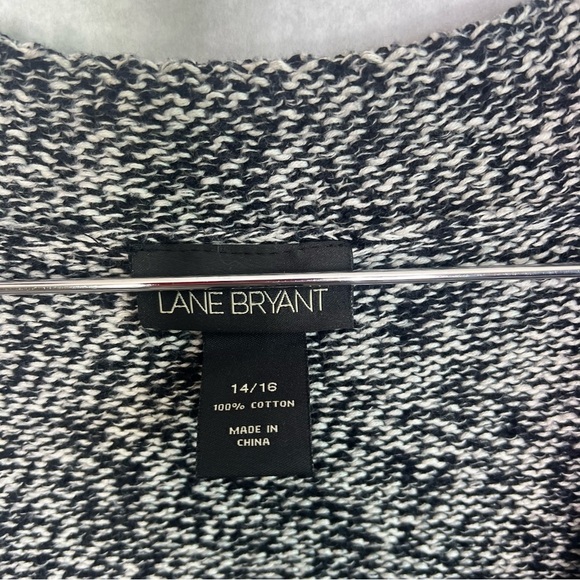 LANE BRYANT
14/16
100% COTTON
MADE IN
CHINA